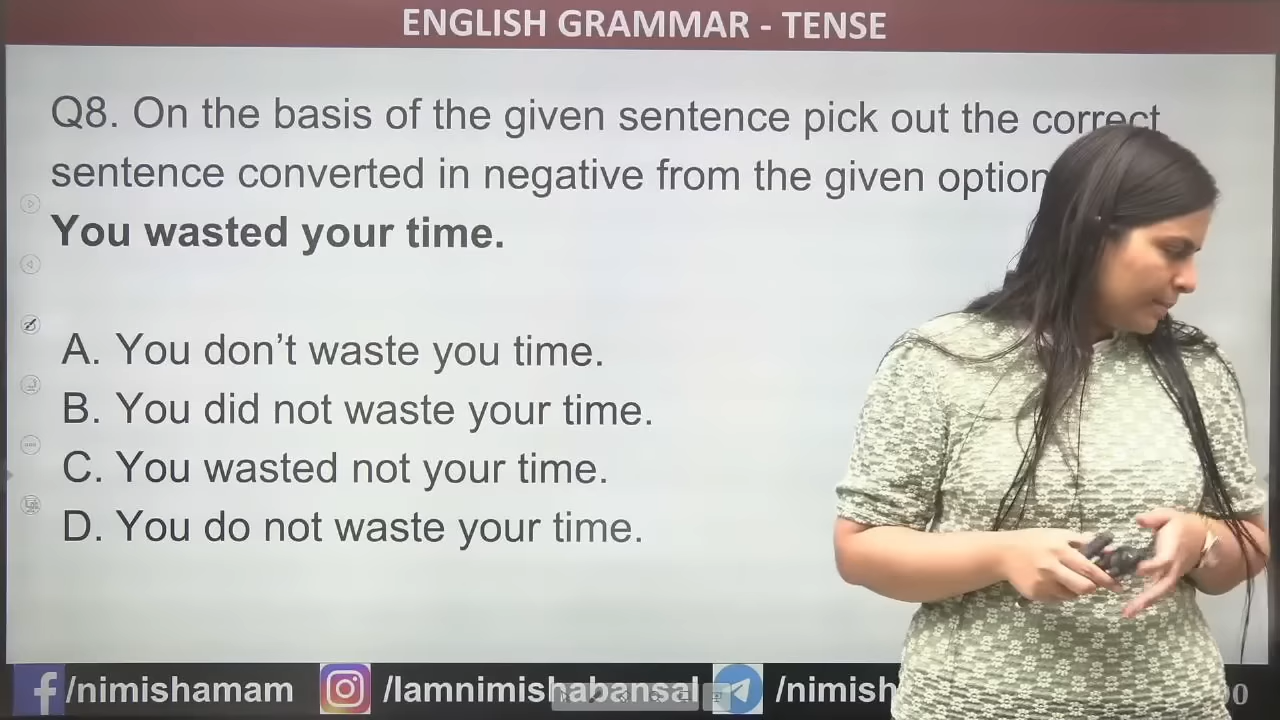 ENGLISH GRAMMAR - TENSE
Q8. On the basis of the given sentence pick out the correct
sentence converted in negative from the given option
You wasted your time.
A. You don't waste you time.
B. You did not waste your time.
C. You wasted not your time.
D. You do not waste your time.
/nimishamam /Iamnimishabansal /nimish